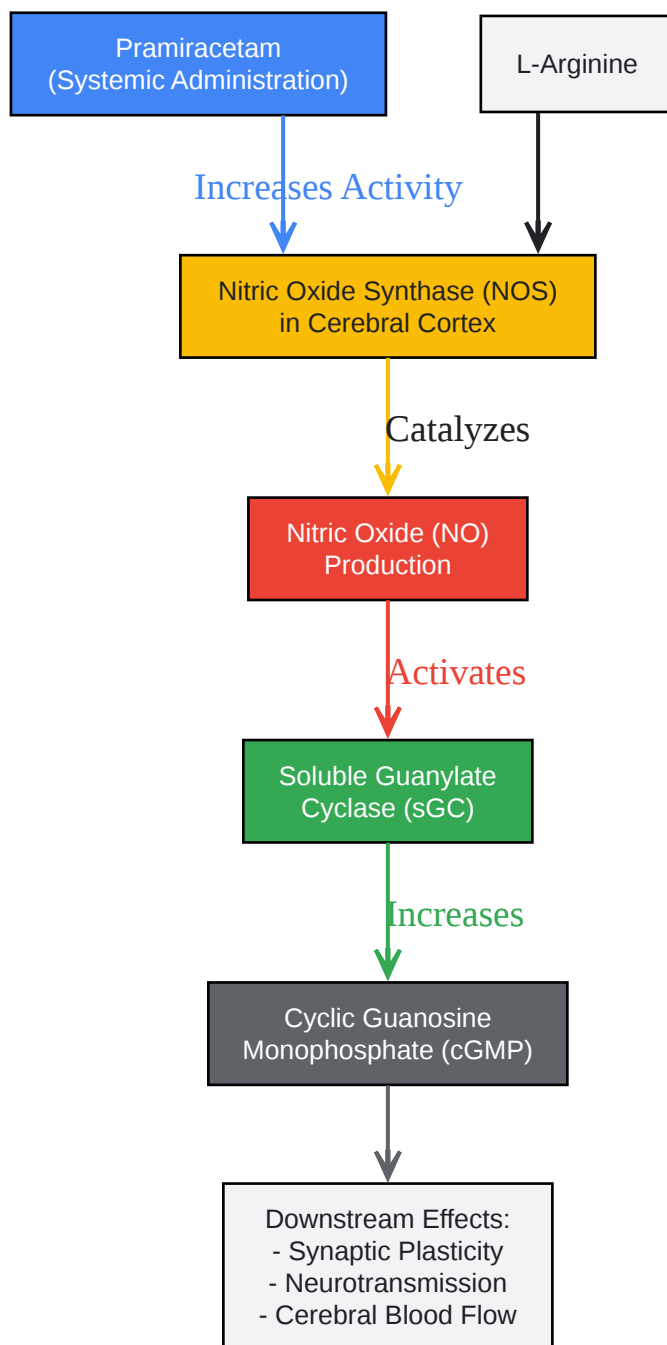 Pramiracetam
(Systemic Administration)
L-Arginine
Increases Activity
Nitric Oxide Synthase (NOS)
in Cerebral Cortex
Catalyzes
Nitric Oxide (NO)
Production
Activates
Soluble Guanylate
Cyclase (sGC)
Increases
Cyclic Guanosine
Monophosphate (cGMP)
Downstream Effects:
- Synaptic Plasticity
- Neurotransmission
- Cerebral Blood Flow